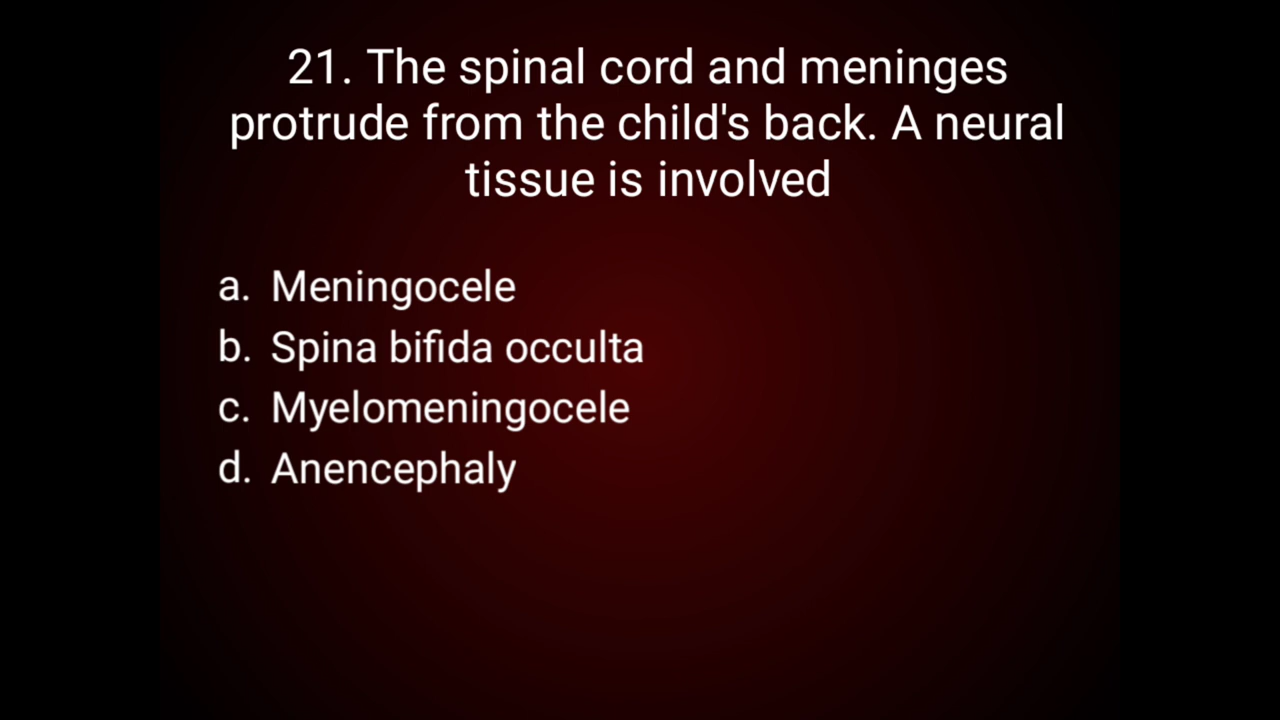 21. The spinal cord and meninges
protrude from the child's back. A neural
tissue is involved
a. Meningocele
b. Spina bifida occulta
c. Myelomeningocele
d. Anencephaly